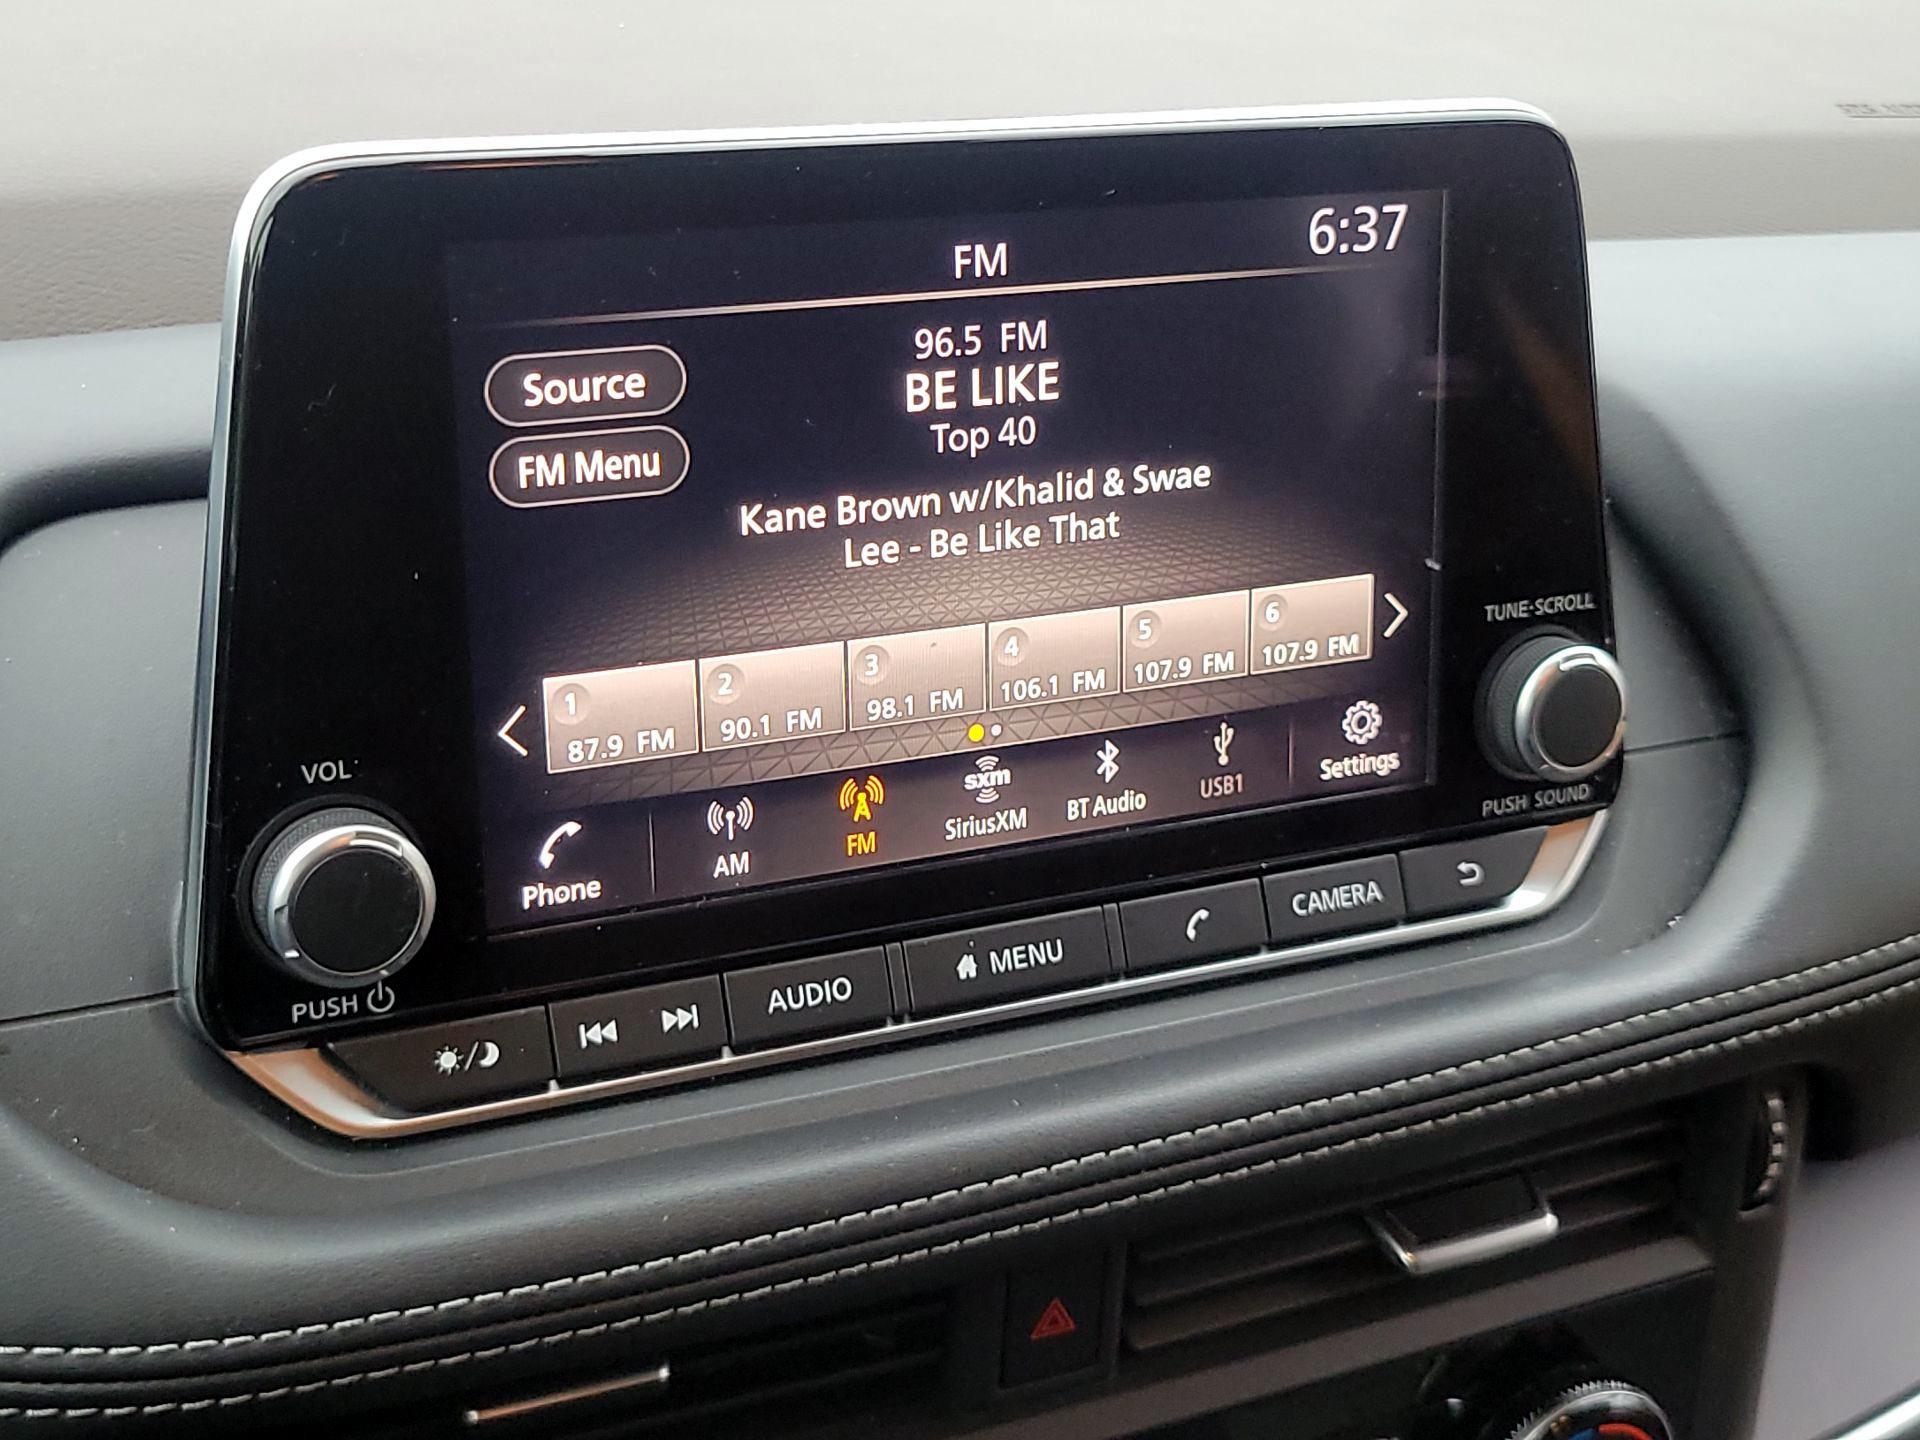 6:37
FM
96.5 FM
BE LIKE
Top 40
Source
FM Menu
Kane Brown w/Khalid & Swae
Lee - Be Like That
1
87.9 FM
2
90.1 FM
3
98.1 FM
4
106.1 FM
5
107.9 FM
6
107.9 FM
Phone
AM
FM
sxm
SiriusXM
BT Audio
USB1
Settings
VOL
PUSH
TUNE·SCROLL
PUSH SOUND
AUDIO
MENU
CAMERA